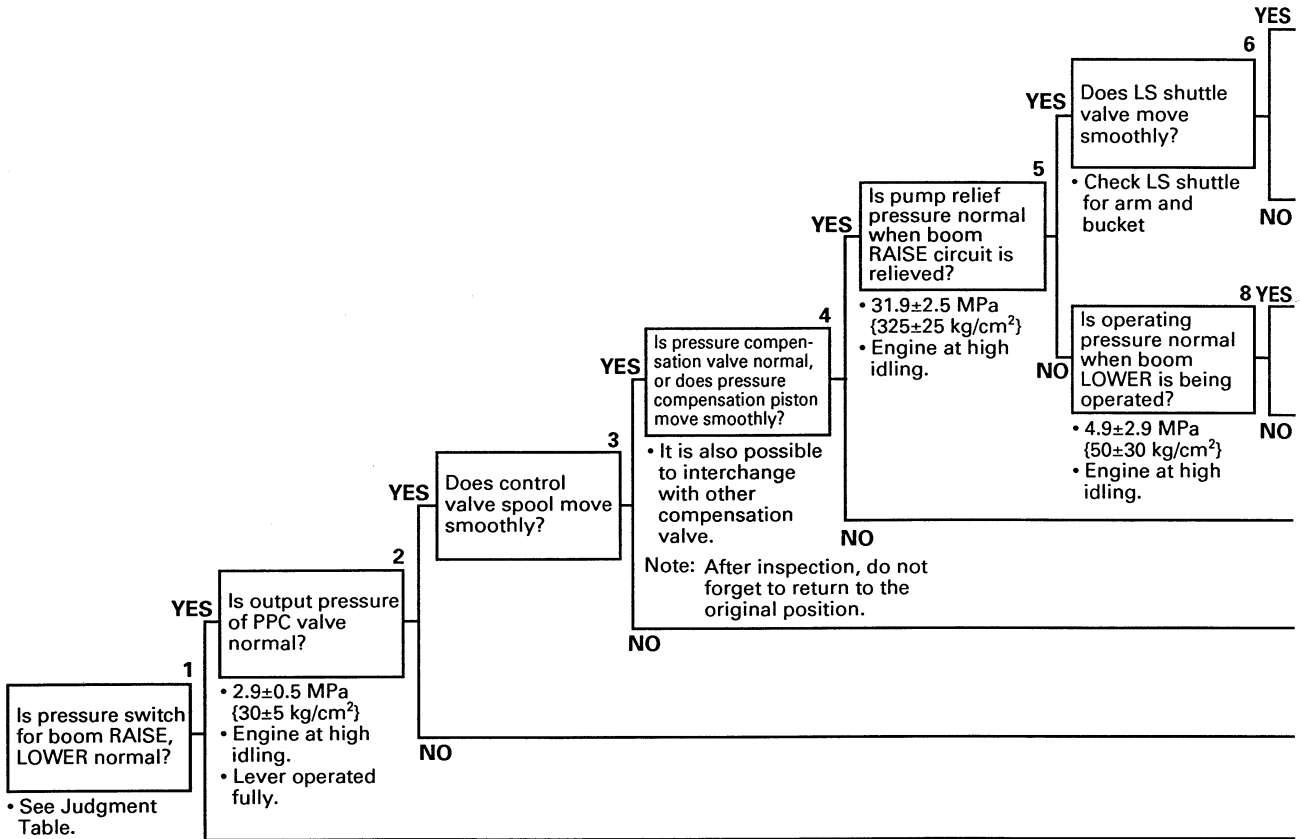 YES
6
Does LS shuttle
valve move
smoothly?
YES
• Check LS shuttle
for arm and
bucket
NO
5
Is pump relief
pressure normal
when boom
RAISE circuit is
relieved?
YES
• 31.9±2.5 MPa
{325±25 kg/cm²}
• Engine at high
idling.
8 YES
Is operating
pressure normal
when boom
LOWER is being
operated?
NO
• 4.9±2.9 MPa
{50±30 kg/cm²}
• Engine at high
idling.
NO
4
Is pressure compen-
sation valve normal,
or does pressure
compensation piston
move smoothly?
YES
• It is also possible
to interchange
with other
compensation
valve.
Note: After inspection, do not
forget to return to the
original position.
NO
3
Does control
valve spool move
smoothly?
YES
NO
2
Is output pressure
of PPC valve
normal?
YES
• 2.9±0.5 MPa
{30±5 kg/cm²}
• Engine at high
idling.
• Lever operated
fully.
NO
1
Is pressure switch
for boom RAISE,
LOWER normal?
• See Judgment
Table.